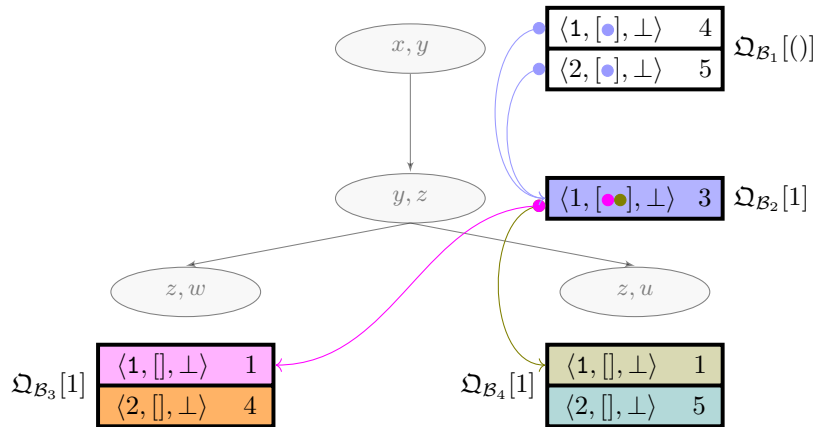 x, y
⟨1, [●], ⊥⟩ 4
⟨2, [●], ⊥⟩ 5
𝔔_{ℬ₁}[()]
y, z
⟨1, [●●], ⊥⟩ 3
𝔔_{ℬ₂}[1]
z, w
z, u
𝔔_{ℬ₃}[1]
⟨1, [], ⊥⟩ 1
⟨2, [], ⊥⟩ 4
𝔔_{ℬ₄}[1]
⟨1, [], ⊥⟩ 1
⟨2, [], ⊥⟩ 5